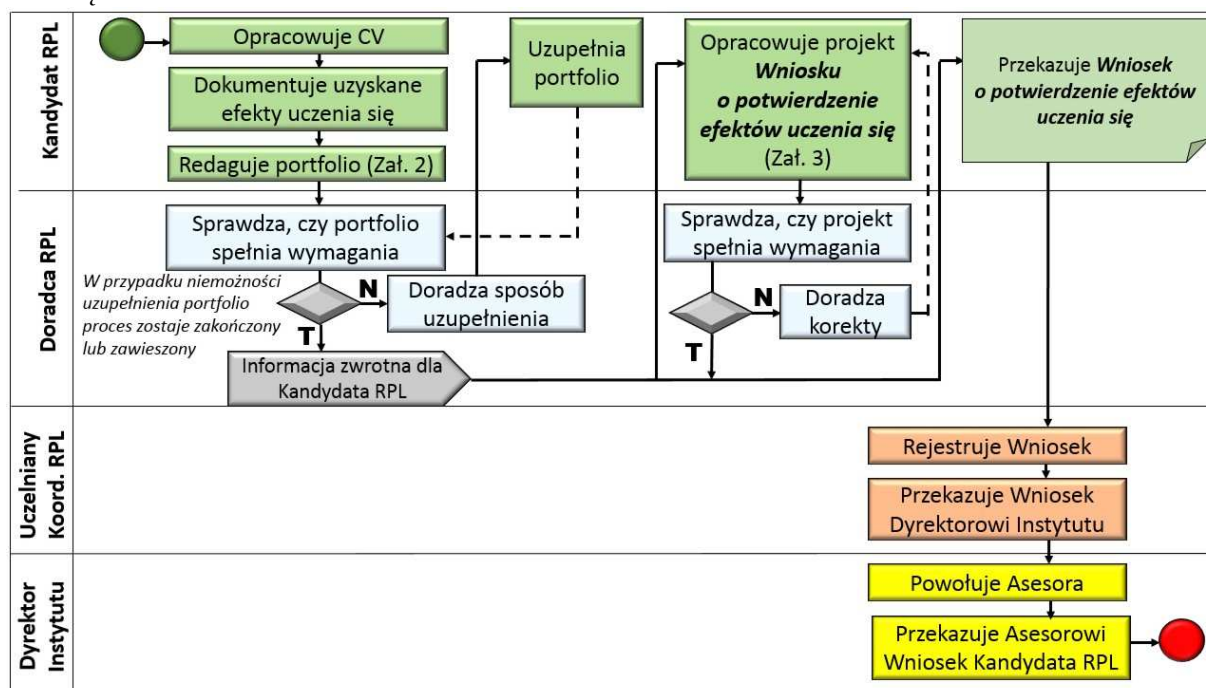 Kandydat RPL
Opracowuje CV
Dokumentuje uzyskane
efekty uczenia się
Redaguje portfolio (Zał. 2)
Uzupełnia
portfolio
Opracowuje projekt
Wniosku
o potwierdzenie
efektów uczenia się
(Zał. 3)
Przekazuje Wniosek
o potwierdzenie efektów
uczenia się
Doradca RPL
Sprawdza, czy portfolio
spełnia wymagania
W przypadku niemożności
uzupełnienia portfolio
proces zostaje zakończony
lub zawieszony
N
T
Doradza sposób
uzupełnienia
Informacja zwrotna dla
Kandydata RPL
Sprawdza, czy projekt
spełnia wymagania
N
T
Doradza
korekty
Uczelniany
Koord. RPL
Rejestruje Wniosek
Przekazuje Wniosek
Dyrektorowi Instytutu
Dyrektor
Instytutu
Powołuje Asesora
Przekazuje Asesorowi
Wniosek Kandydata RPL